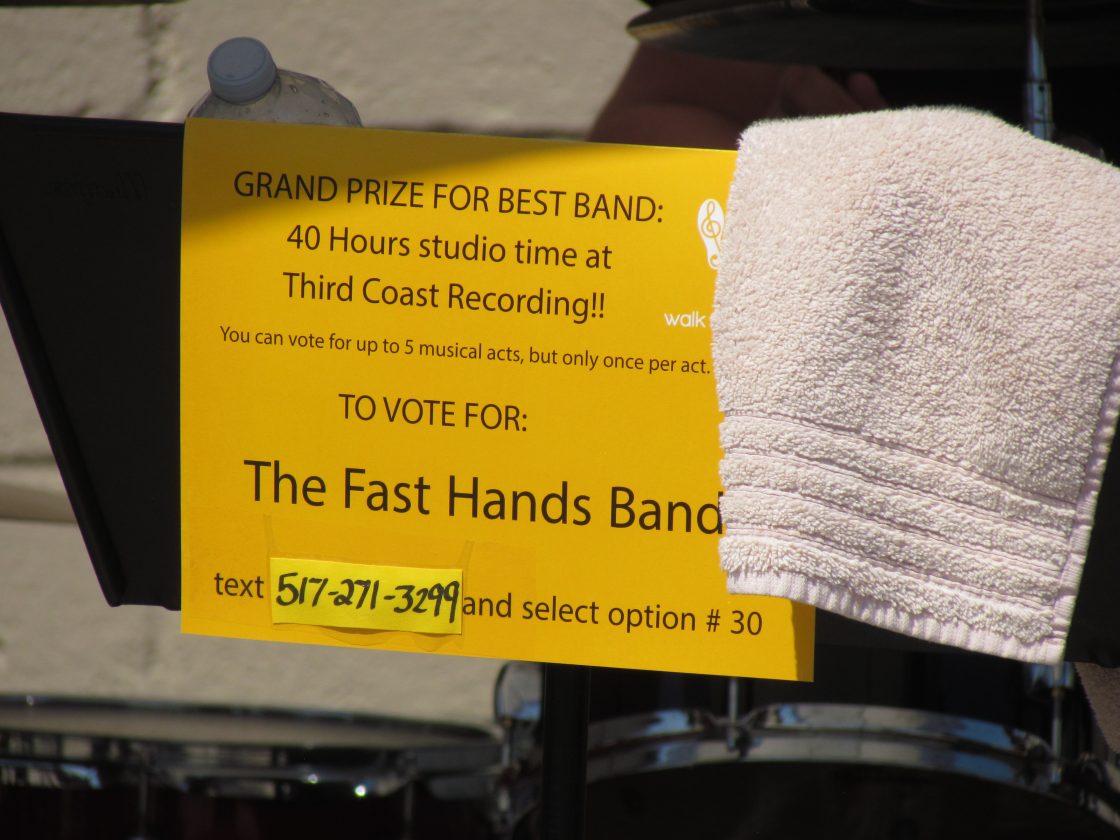 GRAND PRIZE FOR BEST BAND:
40 Hours studio time at
Third Coast Recording!!
walk
You can vote for up to 5 musical acts, but only once per act.
TO VOTE FOR:
The Fast Hands Band
text 517-271-3299 and select option # 30